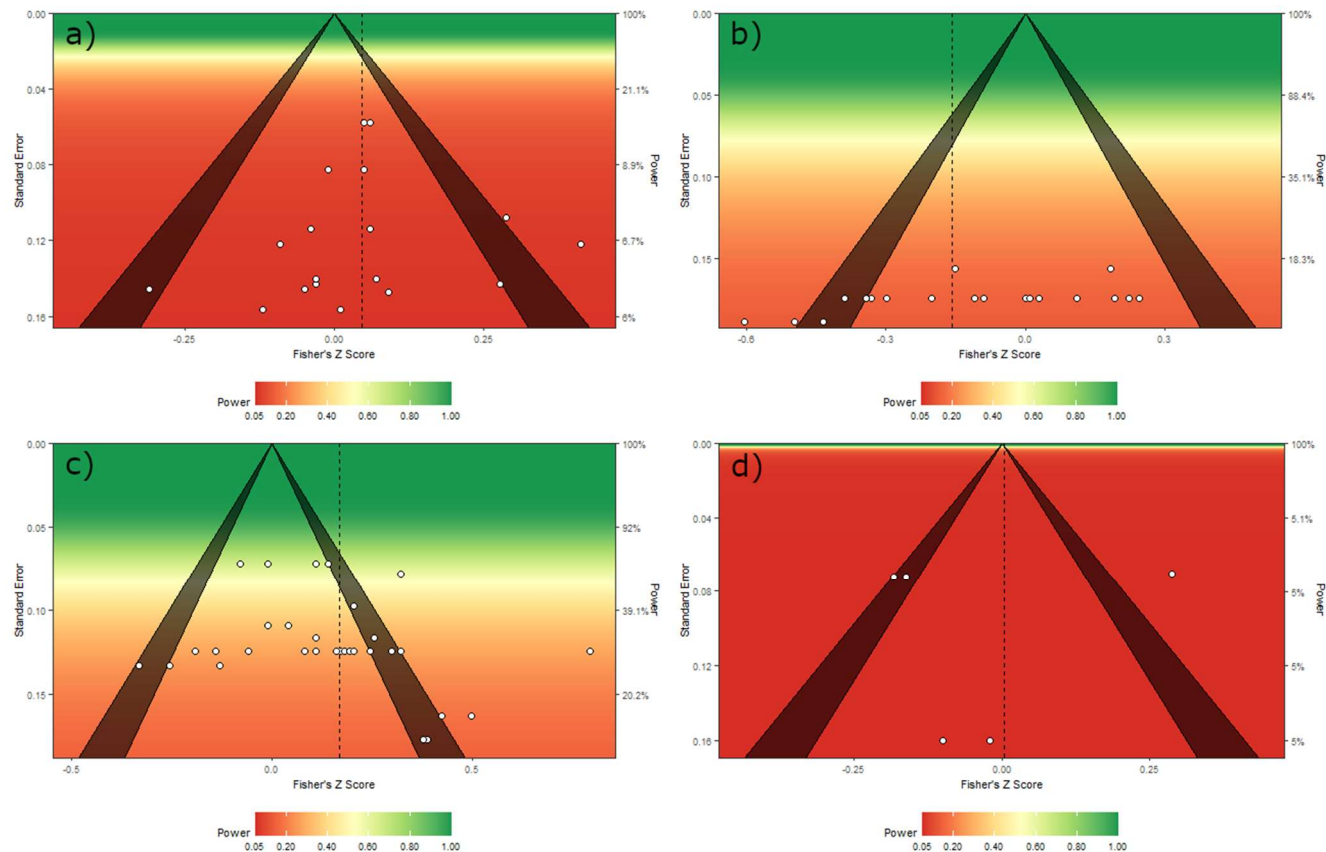 a)
0.00
0.04
0.08
0.12
0.16
Standard Error
100%
21.1%
8.9%
6.7%
6%
Power
-0.25
0.00
0.25
Fisher's Z Score
Power
0.05 0.20 0.40 0.60 0.80 1.00
b)
0.00
0.05
0.10
0.15
Standard Error
100%
88.4%
35.1%
18.3%
Power
-0.6
-0.3
0.0
0.3
Fisher's Z Score
Power
0.05 0.20 0.40 0.60 0.80 1.00
c)
0.00
0.05
0.10
0.15
Standard Error
100%
92%
39.1%
20.2%
Power
-0.5
0.0
0.5
Fisher's Z Score
Power
0.05 0.20 0.40 0.60 0.80 1.00
d)
0.00
0.04
0.08
0.12
0.16
Standard Error
100%
5.1%
5%
5%
5%
Power
-0.25
0.00
0.25
Fisher's Z Score
Power
0.05 0.20 0.40 0.60 0.80 1.00